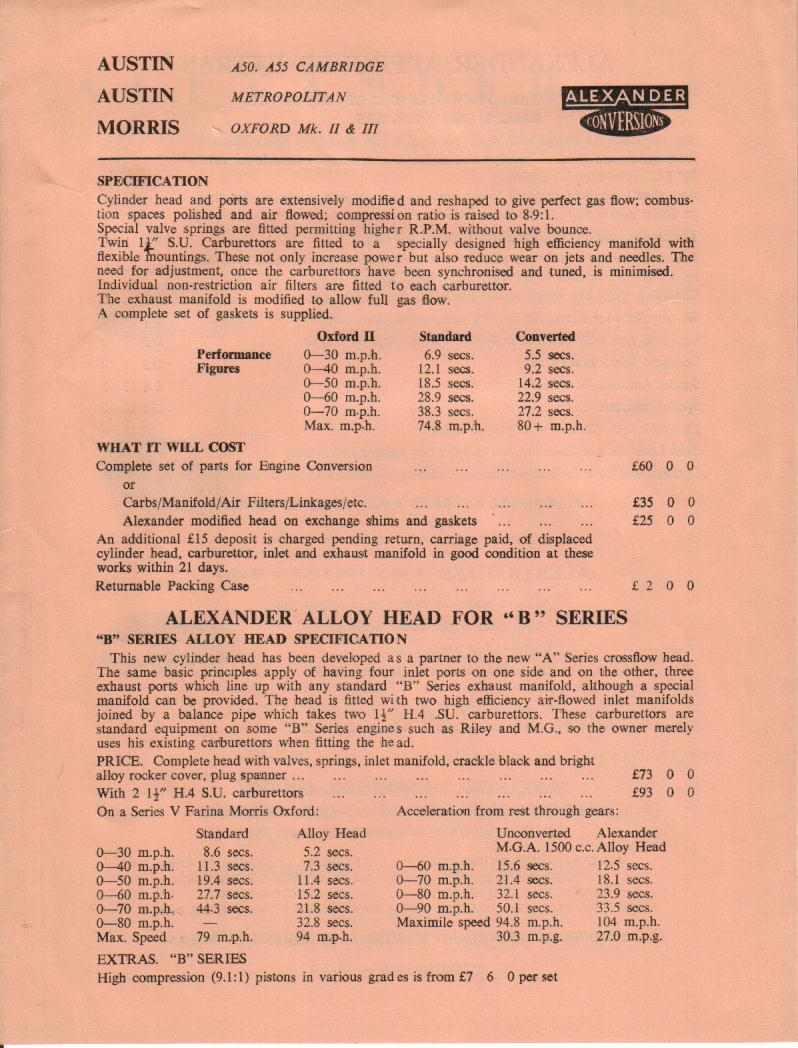 AUSTIN A50. A55 CAMBRIDGE
AUSTIN METROPOLITAN
MORRIS OXFORD Mk. II & III
ALEXANDER
CONVERSIONS
SPECIFICATION
Cylinder head and ports are extensively modified and reshaped to give perfect gas flow; combus-
tion spaces polished and air flowed; compression ratio is raised to 8·9:1.
Special valve springs are fitted permitting higher R.P.M. without valve bounce.
Twin 1¼" S.U. Carburettors are fitted to a specially designed high efficiency manifold with
flexible mountings. These not only increase power but also reduce wear on jets and needles. The
need for adjustment, once the carburettors have been synchronised and tuned, is minimised.
Individual non-restriction air filters are fitted to each carburettor.
The exhaust manifold is modified to allow full gas flow.
A complete set of gaskets is supplied.
Oxford II Standard Converted
Performance 0—30 m.p.h. 6.9 secs. 5.5 secs.
Figures 0—40 m.p.h. 12.1 secs. 9.2 secs.
0—50 m.p.h. 18.5 secs. 14.2 secs.
0—60 m.p.h. 28.9 secs. 22.9 secs.
0—70 m.p.h. 38.3 secs. 27.2 secs.
Max. m.p.h. 74.8 m.p.h. 80+ m.p.h.
WHAT IT WILL COST
Complete set of parts for Engine Conversion ... ... ... ... ... £60 0 0
or
Carbs/Manifold/Air Filters/Linkages/etc. ... ... ... ... ... £35 0 0
Alexander modified head on exchange shims and gaskets ... ... ... £25 0 0
An additional £15 deposit is charged pending return, carriage paid, of displaced
cylinder head, carburettor, inlet and exhaust manifold in good condition at these
works within 21 days.
Returnable Packing Case ... ... ... ... ... ... ... ... £ 2 0 0
ALEXANDER ALLOY HEAD FOR "B" SERIES
"B" SERIES ALLOY HEAD SPECIFICATION
This new cylinder head has been developed as a partner to the new "A" Series crossflow head.
The same basic principles apply of having four inlet ports on one side and on the other, three
exhaust ports which line up with any standard "B" Series exhaust manifold, although a special
manifold can be provided. The head is fitted with two high efficiency air-flowed inlet manifolds
joined by a balance pipe which takes two 1½" H.4 .SU. carburettors. These carburettors are
standard equipment on some "B" Series engines such as Riley and M.G., so the owner merely
uses his existing carburettors when fitting the head.
PRICE. Complete head with valves, springs, inlet manifold, crackle black and bright
alloy rocker cover, plug spanner ... ... ... ... ... ... ... ... £73 0 0
With 2 1½" H.4 S.U. carburettors ... ... ... ... ... ... ... £93 0 0
On a Series V Farina Morris Oxford: Acceleration from rest through gears:
Standard Alloy Head Unconverted Alexander
M.G.A. 1500 c.c. Alloy Head
0—30 m.p.h. 8.6 secs. 5.2 secs.
0—40 m.p.h. 11.3 secs. 7.3 secs. 0—60 m.p.h. 15.6 secs. 12.5 secs.
0—50 m.p.h. 19.4 secs. 11.4 secs. 0—70 m.p.h. 21.4 secs. 18.1 secs.
0—60 m.p.h. 27.7 secs. 15.2 secs. 0—80 m.p.h. 32.1 secs. 23.9 secs.
0—70 m.p.h. 44.3 secs. 21.8 secs. 0—90 m.p.h. 50.1 secs. 33.5 secs.
0—80 m.p.h. — 32.8 secs. Maximile speed 94.8 m.p.h. 104 m.p.h.
Max. Speed 79 m.p.h. 94 m.p.h. 30.3 m.p.g. 27.0 m.p.g.
EXTRAS. "B" SERIES
High compression (9.1:1) pistons in various grades is from £7 6 0 per set